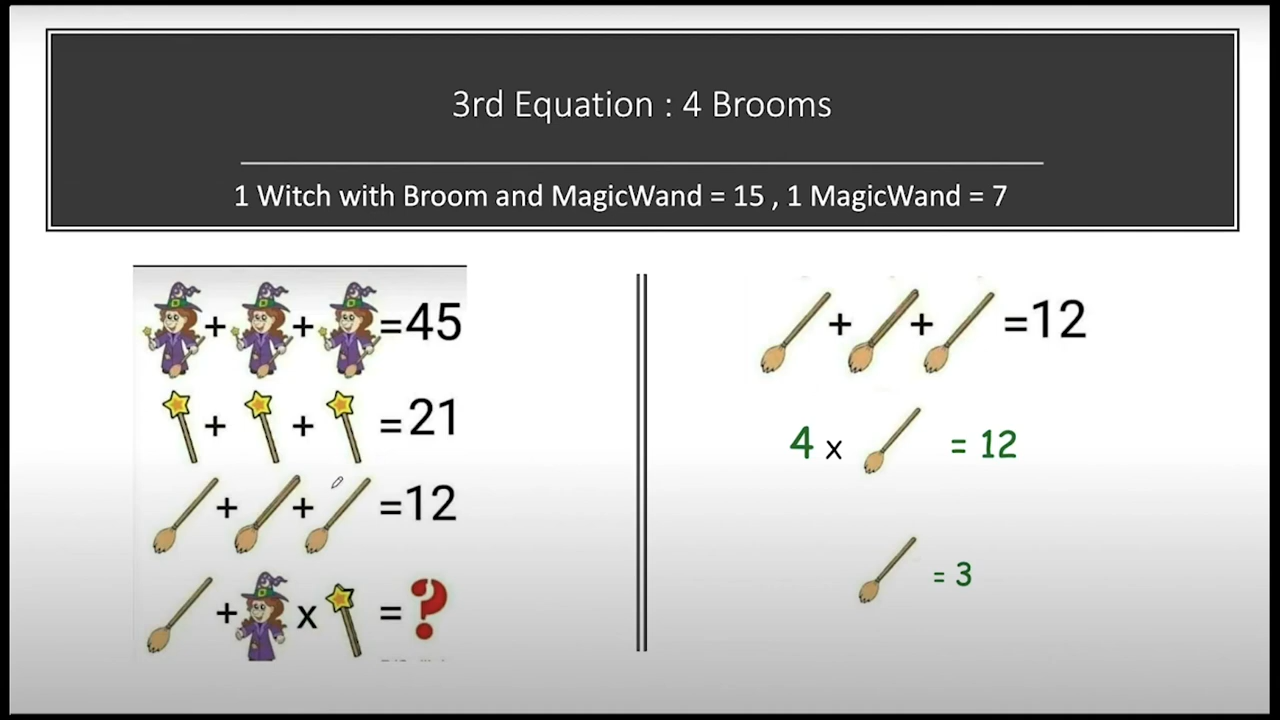 3rd Equation : 4 Brooms
1 Witch with Broom and MagicWand = 15 , 1 MagicWand = 7
+ + =45
+ + =21
+ + =12
+ x = ?
+ + =12
4 x = 12
= 3